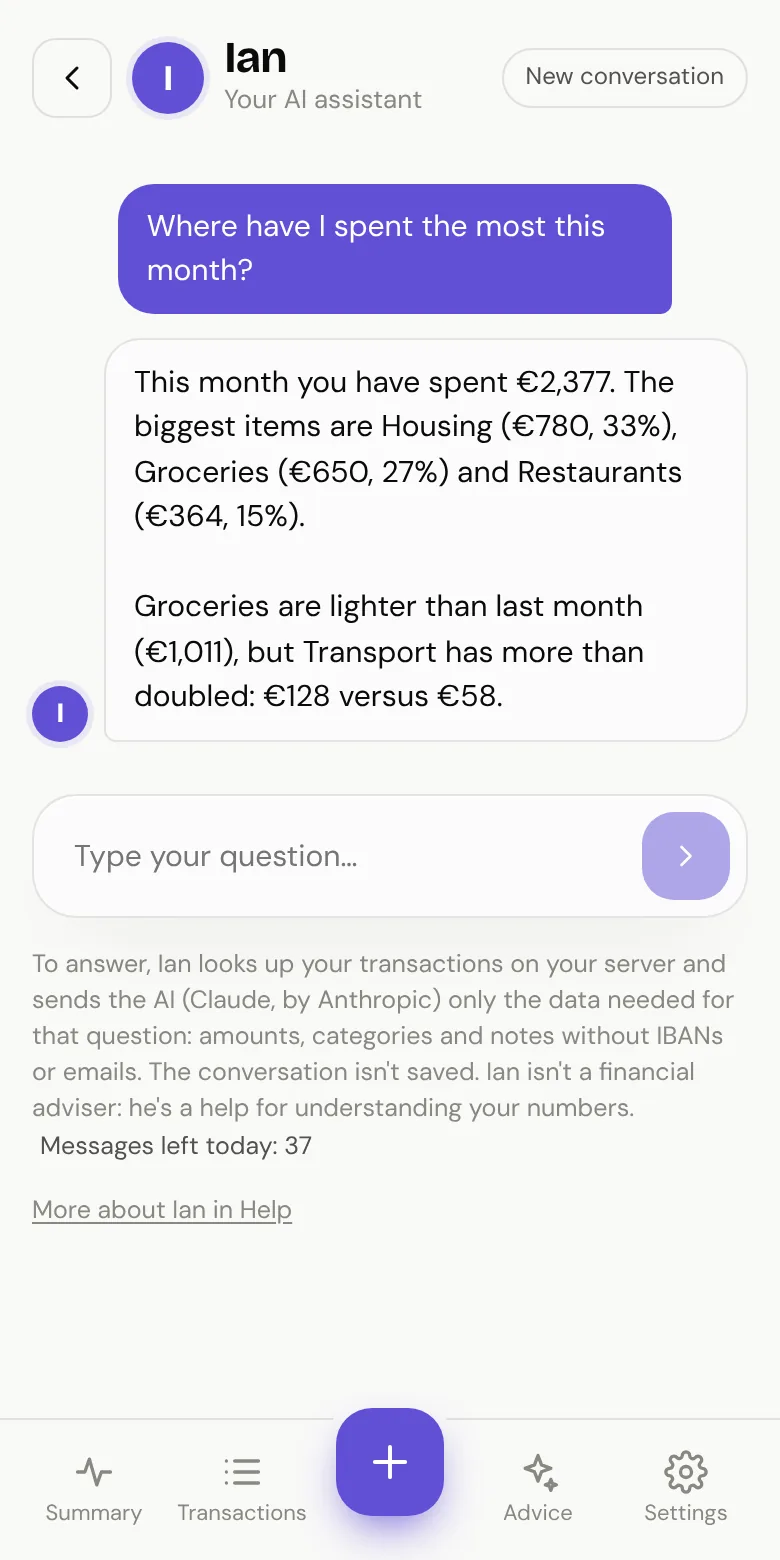 I
Ian
Your AI assistant
New conversation
Where have I spent the most this
month?
This month you have spent €2,377. The
biggest items are Housing (€780, 33%),
Groceries (€650, 27%) and Restaurants
(€364, 15%).
Groceries are lighter than last month
(€1,011), but Transport has more than
doubled: €128 versus €58.
I
Type your question...
To answer, Ian looks up your transactions on your server and
sends the AI (Claude, by Anthropic) only the data needed for
that question: amounts, categories and notes without IBANs
or emails. The conversation isn't saved. Ian isn't a financial
adviser: he's a help for understanding your numbers.
Messages left today: 37
More about Ian in Help
Summary
Transactions
Advice
Settings